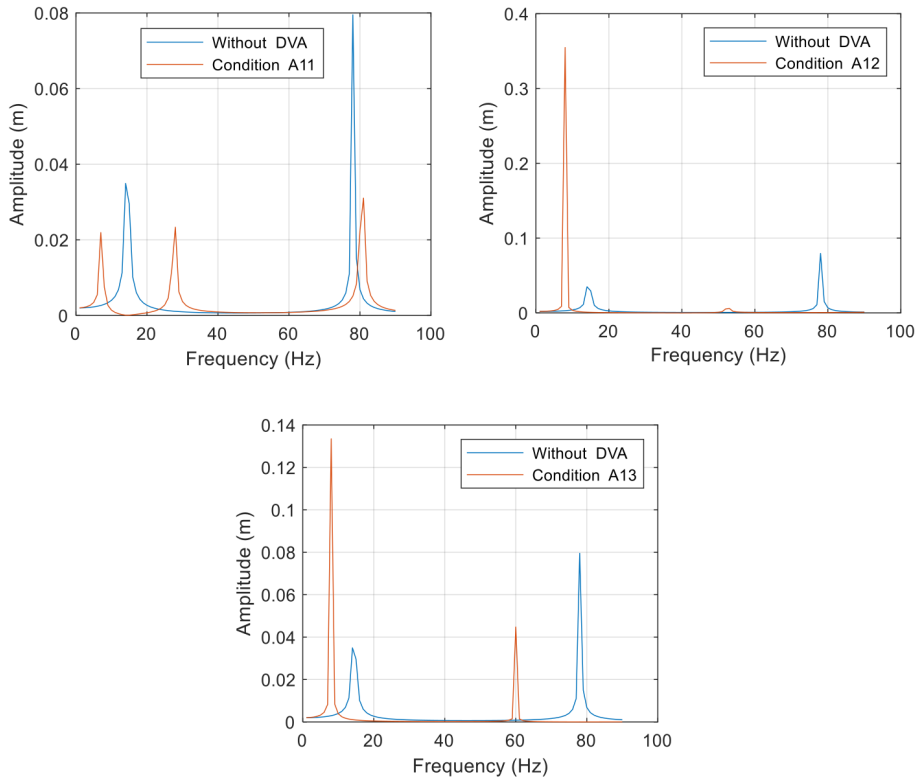 0.08
0.06
0.04
0.02
0
Amplitude (m)
Without DVA
Condition A11
0 20 40 60 80 100
Frequency (Hz)
0.4
0.3
0.2
0.1
0
Amplitude (m)
Without DVA
Condition A12
0 20 40 60 80 100
Frequency (Hz)
0.14
0.12
0.1
0.08
0.06
0.04
0.02
0
Amplitude (m)
Without DVA
Condition A13
0 20 40 60 80 100
Frequency (Hz)